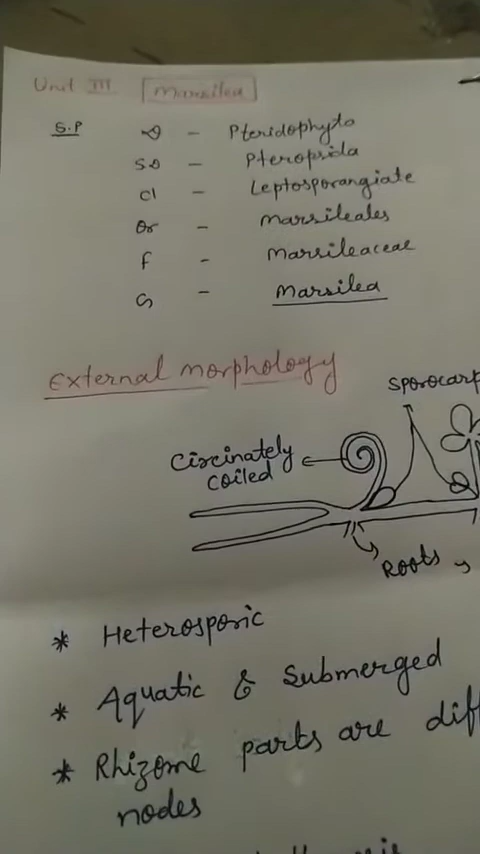 Unit III Marsilea
S.P D - Pteridophyta
SD - Pteropsida
Cl - Leptosporangiate
Or - Marsileales
F - Marsileaceae
G - Marsilea
External morphology
Sporocarp
Circinately
coiled
Roots
* Heterosporic
* Aquatic & Submerged
* Rhizome parts are diff
nodes